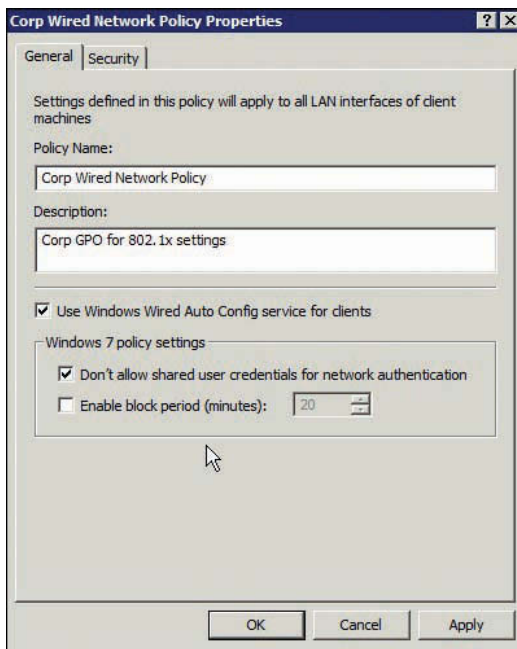 Corp Wired Network Policy Properties
General
Security
Settings defined in this policy will apply to all LAN interfaces of client
machines
Policy Name:
Corp Wired Network Policy
Description:
Corp GPO for 802.1x settings
Use Windows Wired Auto Config service for clients
Windows 7 policy settings
Don't allow shared user credentials for network authentication
Enable block period (minutes): 20
OK Cancel Apply